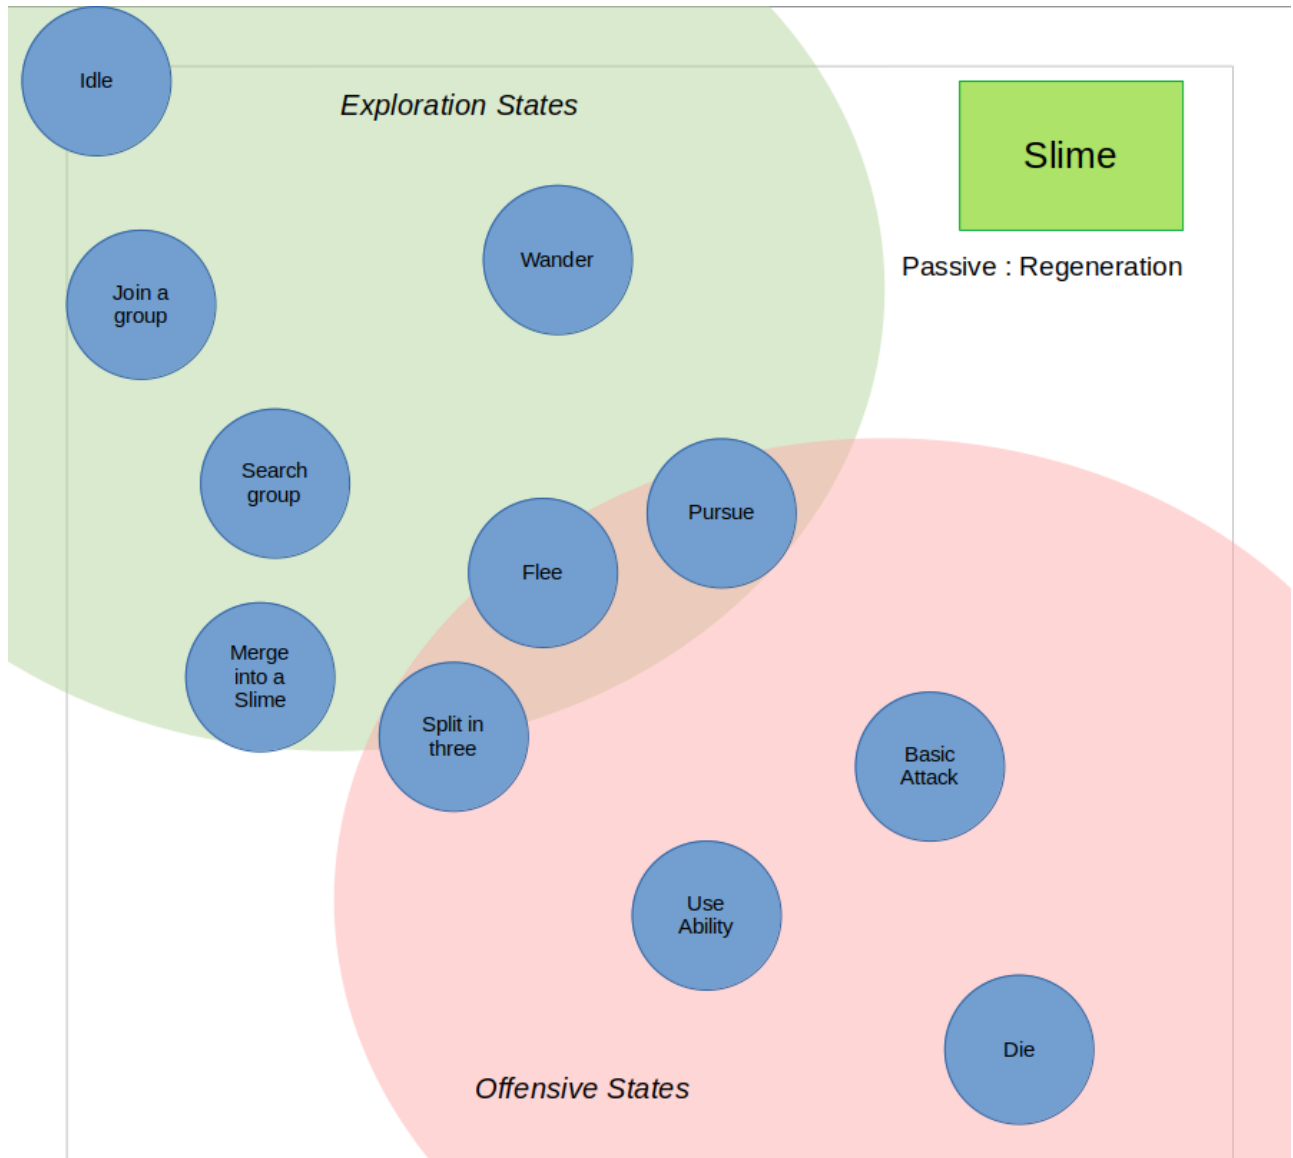 Idle
Exploration States
Slime
Wander
Passive : Regeneration
Join a
group
Search
group
Pursue
Flee
Merge
into a
Slime
Split in
three
Basic
Attack
Use
Ability
Die
Offensive States